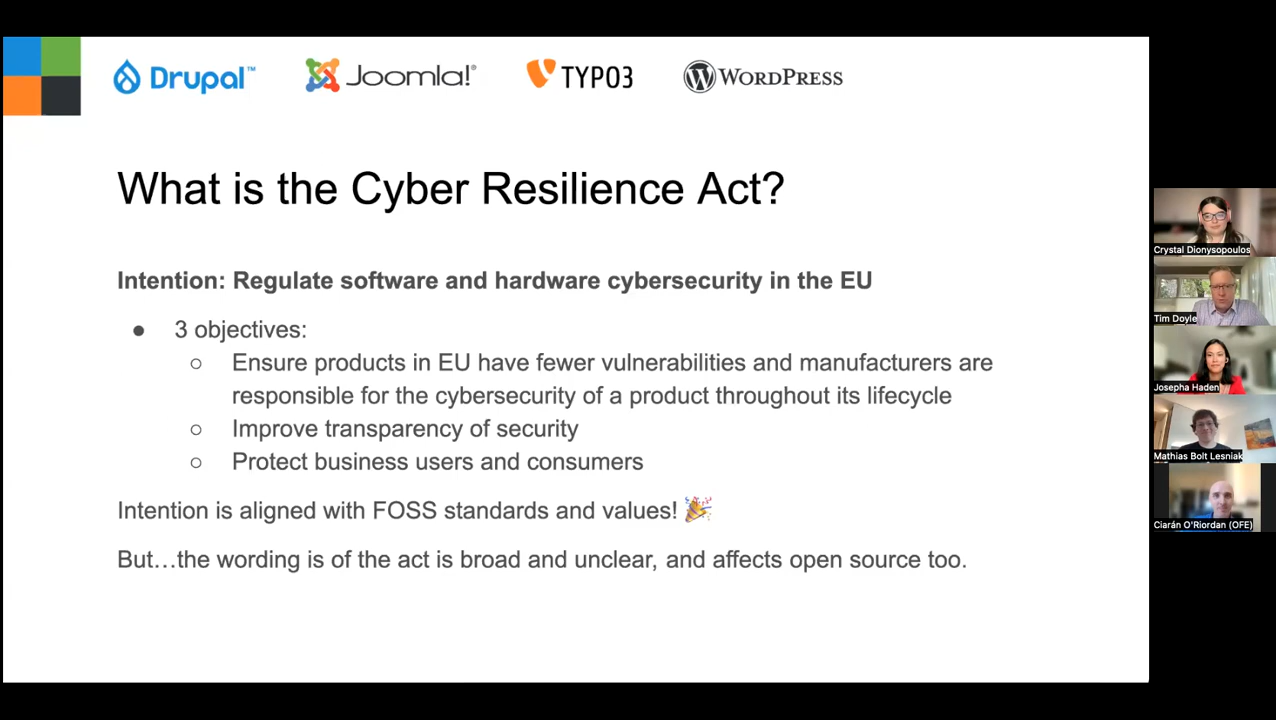 Drupal™ Joomla!® TYPO3 WORDPRESS
What is the Cyber Resilience Act?
Intention: Regulate software and hardware cybersecurity in the EU
● 3 objectives:
○ Ensure products in EU have fewer vulnerabilities and manufacturers are
responsible for the cybersecurity of a product throughout its lifecycle
○ Improve transparency of security
○ Protect business users and consumers
Intention is aligned with FOSS standards and values! 🎉
But…the wording is of the act is broad and unclear, and affects open source too.
Crystal Dionysopoulos
Tim Doyle
Josepha Haden
Mathias Bolt Lesniak
Ciarán O'Riordan (OFE)